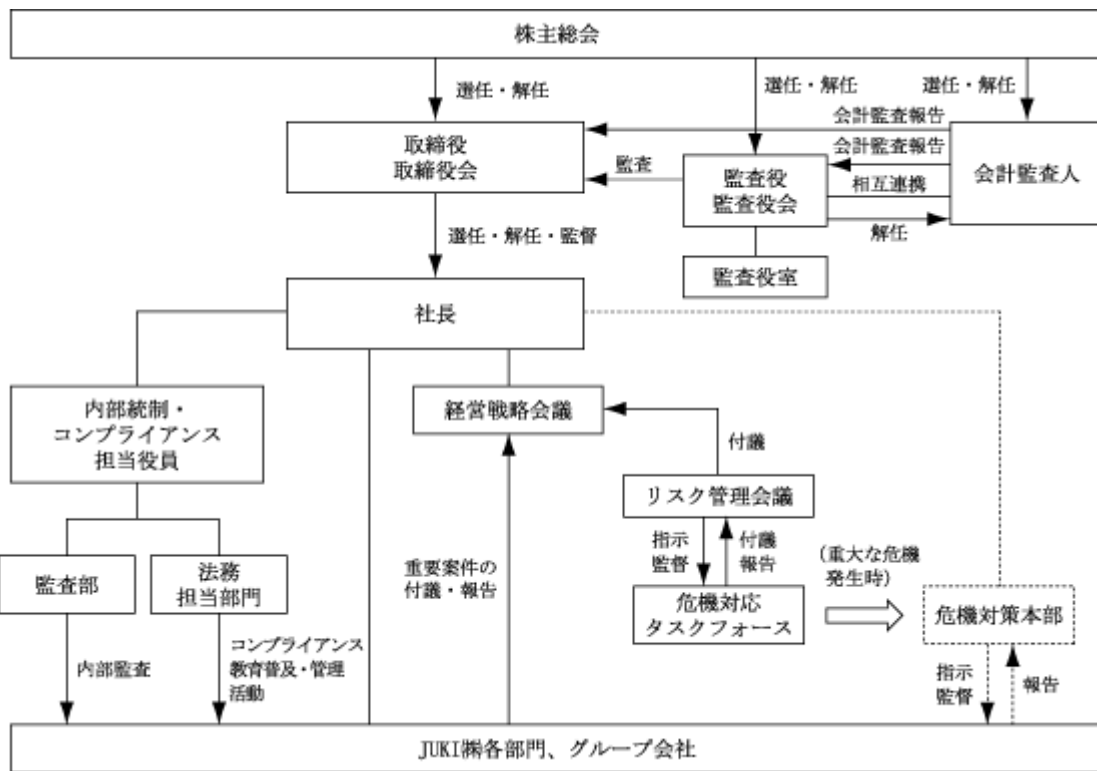 株主総会
選任・解任
選任・解任
選任・解任
会計監査報告
取締役
取締役会
監査
監査役
監査役会
会計監査報告
相互連携
解任
会計監査人
選任・解任・監督
監査役室
社長
内部統制・
コンプライアンス
担当役員
経営戦略会議
付議
リスク管理会議
監査部
法務
担当部門
重要案件の
付議・報告
指示
監督
付議
報告
(重大な危機
発生時)
危機対応
タスクフォース
危機対策本部
内部監査
コンプライアンス
教育普及・管理
活動
指示
監督
報告
JUKI㈱各部門、グループ会社